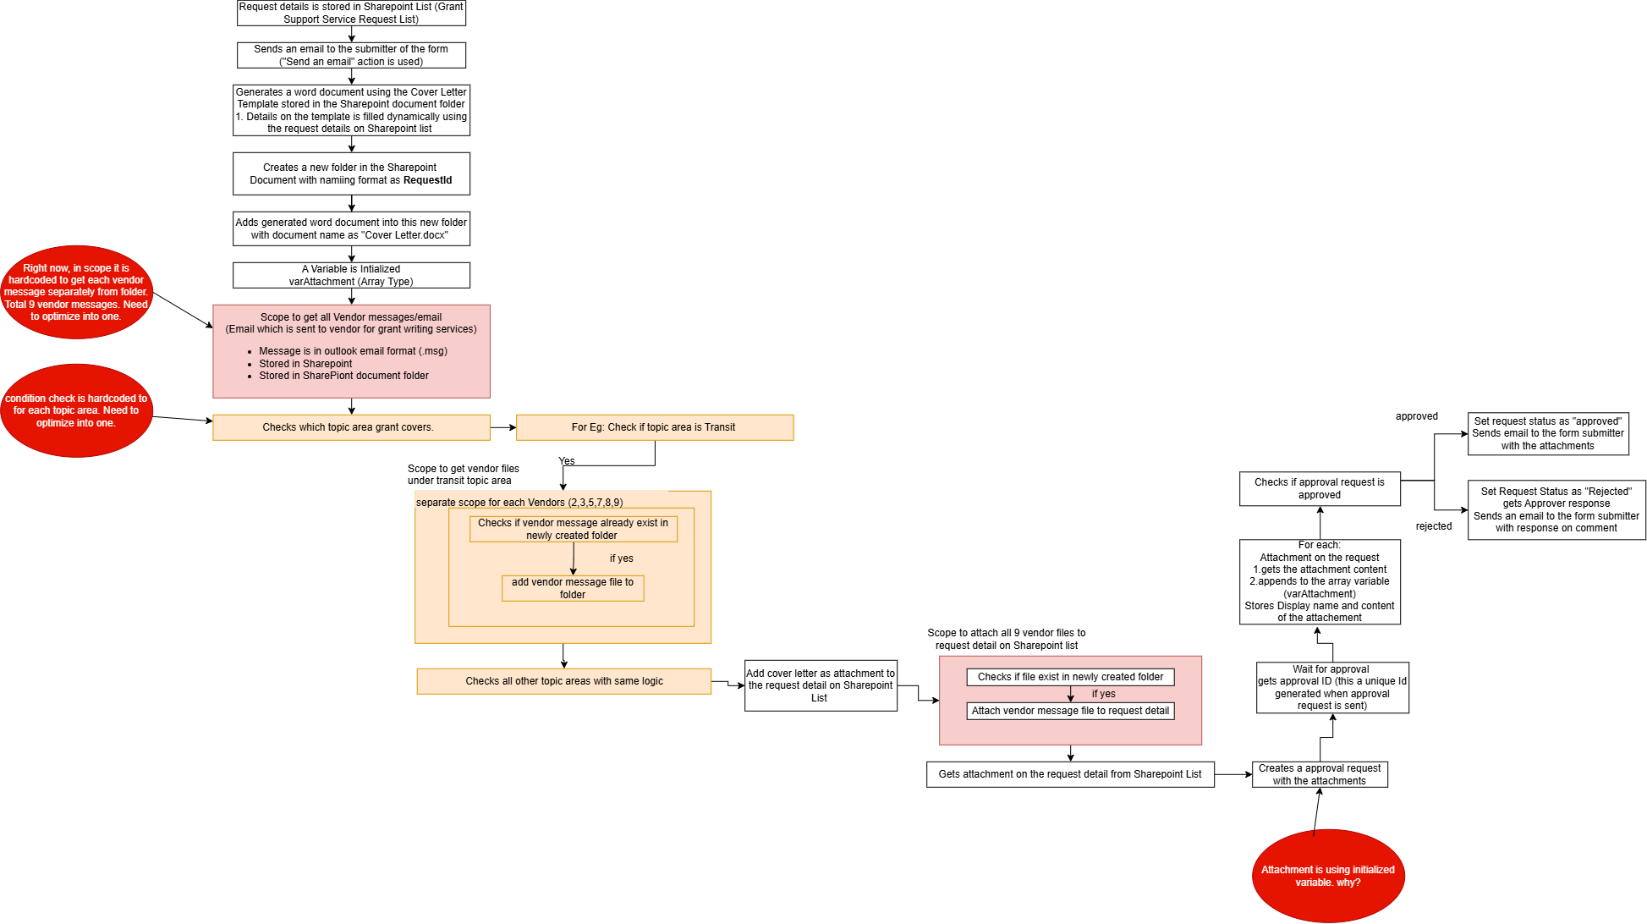 Request details is stored in Sharepoint List (Grant
Support Service Request List)
Sends an email to the submitter of the form
("Send an email" action is used)
Generates a word document using the Cover Letter
Template stored in the Sharepoint document folder
1. Details on the template is filled dynamically using
the request details on Sharepoint list
Creates a new folder in the Sharepoint
Document with namiing format as RequestId
Adds generated word document into this new folder
with document name as "Cover Letter.docx"
A Variable is Intialized
varAttachment (Array Type)
Right now, in scope it is
hardcoded to get each vendor
message separately from folder.
Total 9 vendor messages. Need
to optimize into one.
Scope to get all Vendor messages/email
(Email which is sent to vendor for grant writing services)
• Message is in outlook email format (.msg)
• Stored in Sharepoint
• Stored in SharePiont document folder
condition check is hardcoded to
for each topic area. Need to
optimize into one.
Checks which topic area grant covers.
For Eg: Check if topic area is Transit
Yes
Scope to get vendor files
under transit topic area
separate scope for each Vendors (2,3,5,7,8,9)
Checks if vendor message already exist in
newly created folder
if yes
add vendor message file to
folder
Checks all other topic areas with same logic
Add cover letter as attachment to
the request detail on Sharepoint
List
Scope to attach all 9 vendor files to
request detail on Sharepoint list
Checks if file exist in newly created folder
if yes
Attach vendor message file to request detail
Gets attachment on the request detail from Sharepoint List
Creates a approval request
with the attachments
Attachment is using initialized
variable. why?
Wait for approval
gets approval ID (this a unique Id
generated when approval
request is sent)
For each:
Attachment on the request
1.gets the attachment content
2.appends to the array variable
(varAttachment)
Stores Display name and content
of the attachement
Checks if approval request is
approved
approved
Set request status as "approved"
Sends email to the form submitter
with the attachments
rejected
Set Request Status as "Rejected"
gets Approver response
Sends an email to the form submitter
with response on comment